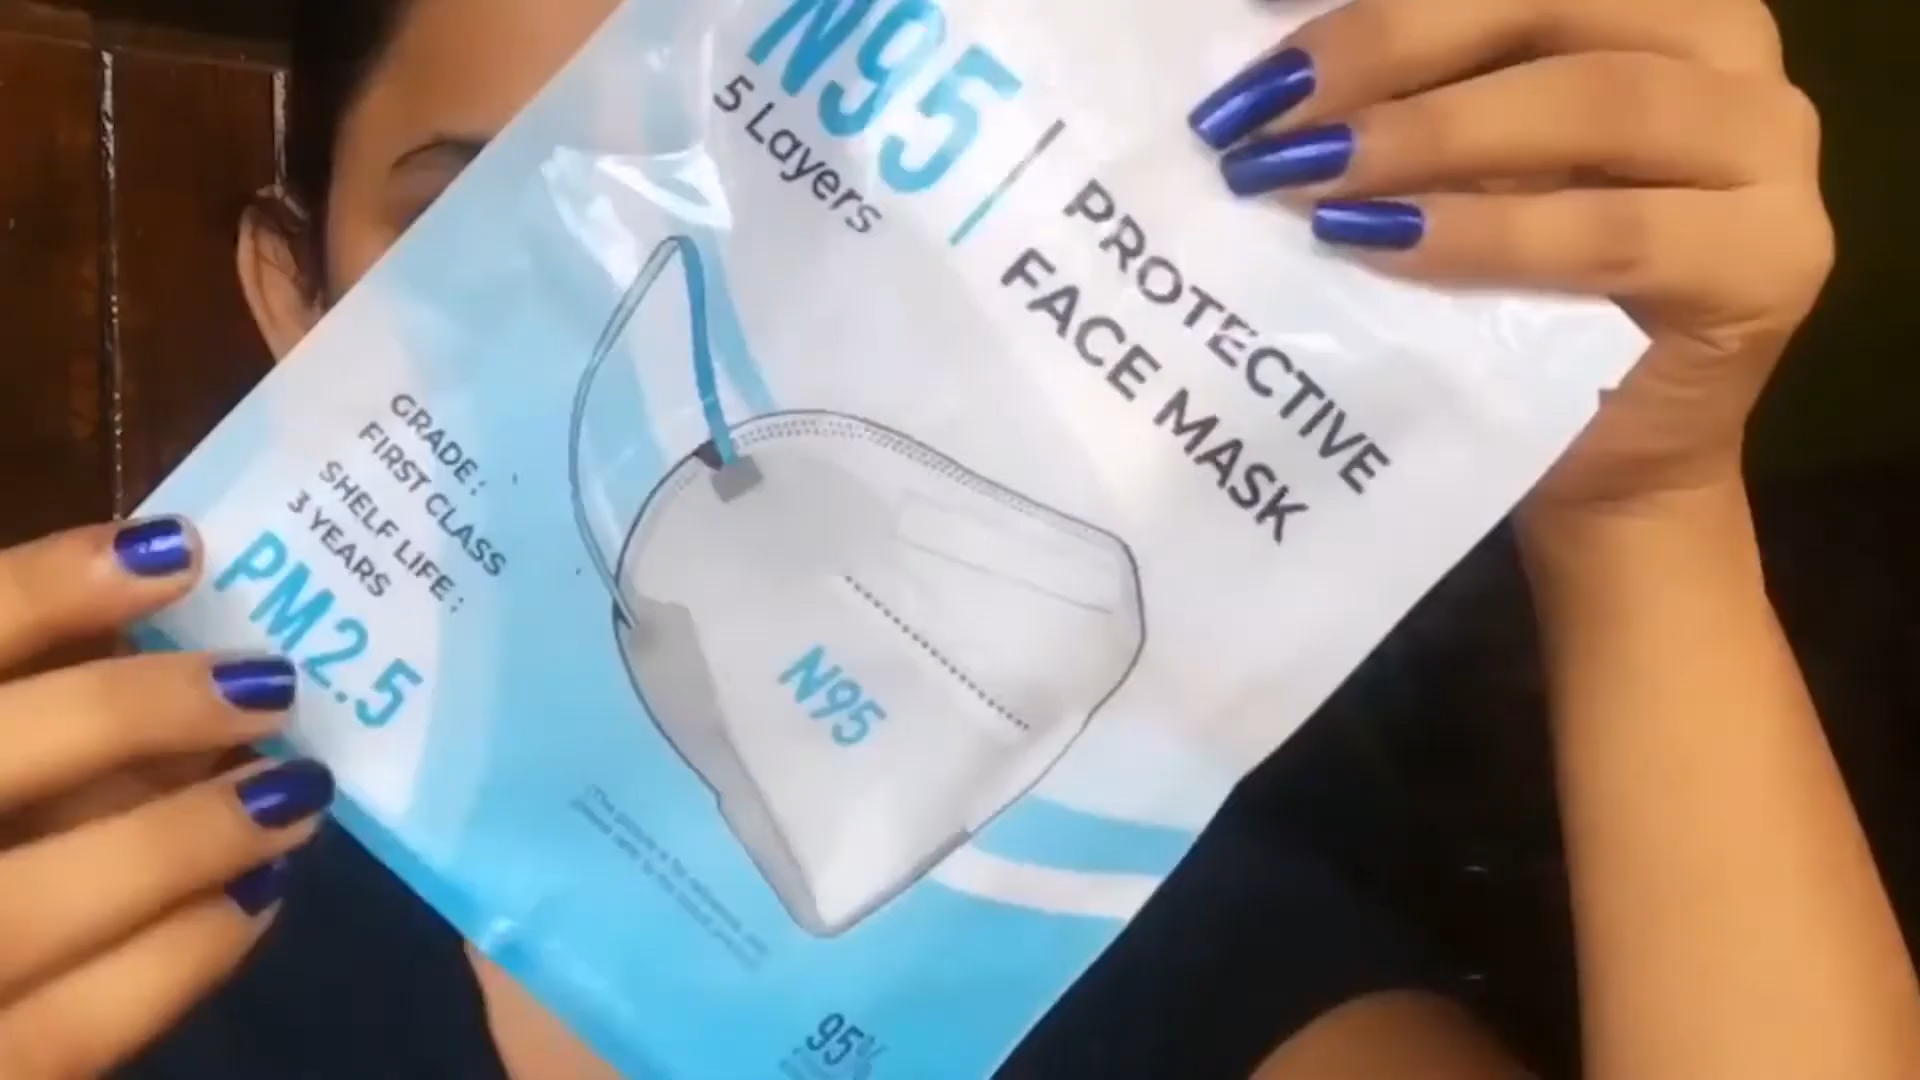 N95
5 Layers
PROTECTIVE
FACE MASK
GRADE :
FIRST CLASS
SHELF LIFE :
3 YEARS
PM2.5
N95
95%